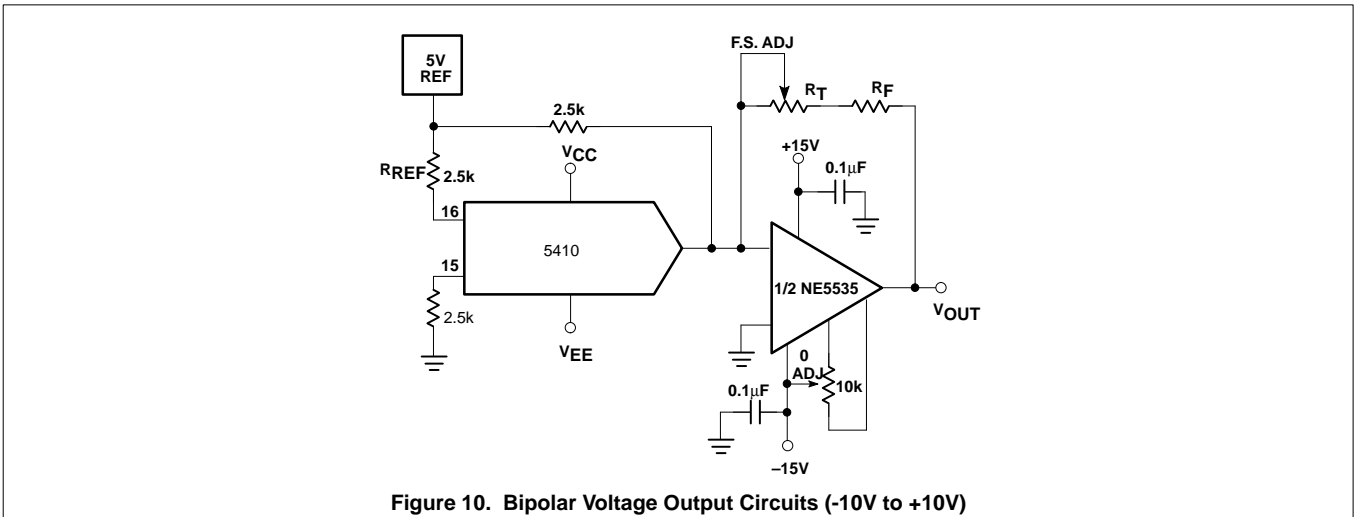 F.S. ADJ
5V
REF
RT
RF
2.5k
+15V
VCC
0.1μF
RREF
2.5k
16
5410
15
1/2 NE5535
2.5k
VOUT
VEE
0
ADJ
10k
0.1μF
–15V
Figure 10. Bipolar Voltage Output Circuits (-10V to +10V)